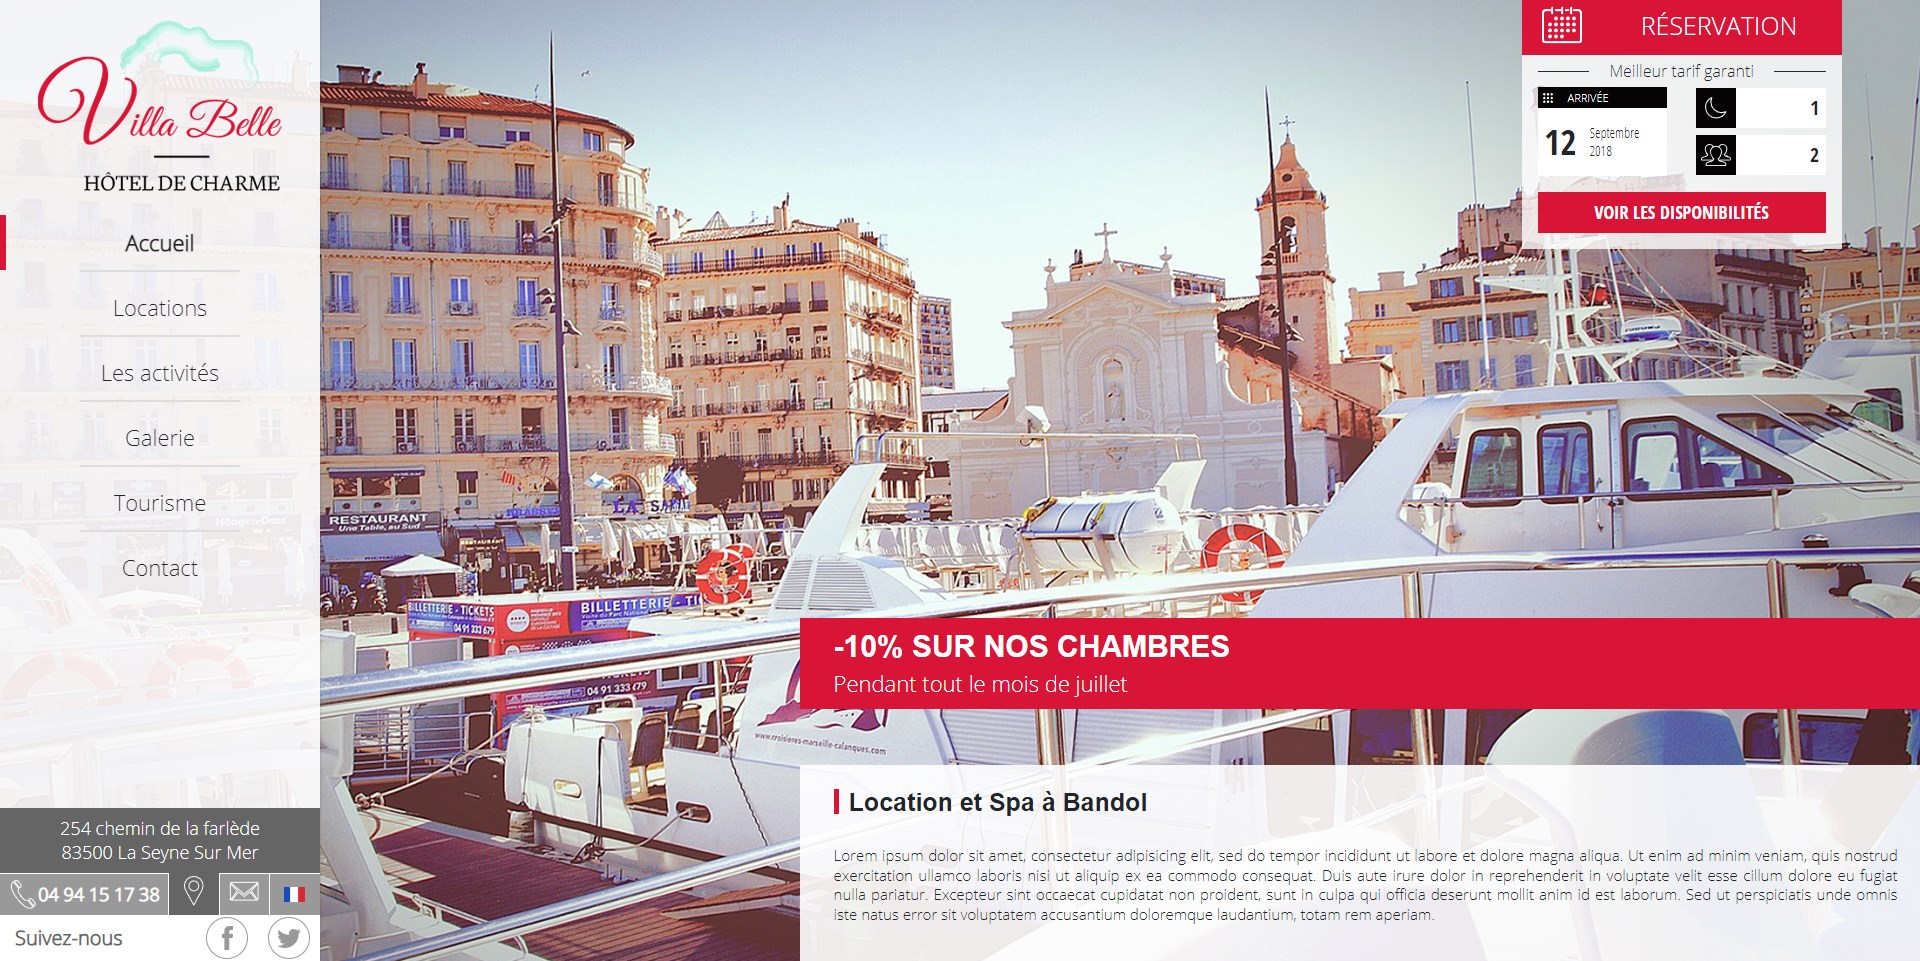 Villa Belle
HÔTEL DE CHARME
Accueil
Locations
Les activités
Galerie
Tourisme
Contact
254 chemin de la farlède
83500 La Seyne Sur Mer
04 94 15 17 38
Suivez-nous
RÉSERVATION
Meilleur tarif garanti
ARRIVÉE
12
Septembre
2018
1
2
VOIR LES DISPONIBILITÉS
RESTAURANT
Une Table, au Sud
BILLETTERIE - TICKETS
04 91 333 679
BILLETTERIE - TI
04 91 333 679
www.croisieres-marseille-calanques.com
-10% SUR NOS CHAMBRES
Pendant tout le mois de juillet
Location et Spa à Bandol
Lorem ipsum dolor sit amet, consectetur adipisicing elit, sed do tempor incididunt ut labore et dolore magna aliqua. Ut enim ad minim veniam, quis nostrud
exercitation ullamco laboris nisi ut aliquip ex ea commodo consequat. Duis aute irure dolor in reprehenderit in voluptate velit esse cillum dolore eu fugiat
nulla pariatur. Excepteur sint occaecat cupidatat non proident, sunt in culpa qui officia deserunt mollit anim id est laborum. Sed ut perspiciatis unde omnis
iste natus error sit voluptatem accusantium doloremque laudantium, totam rem aperiam.